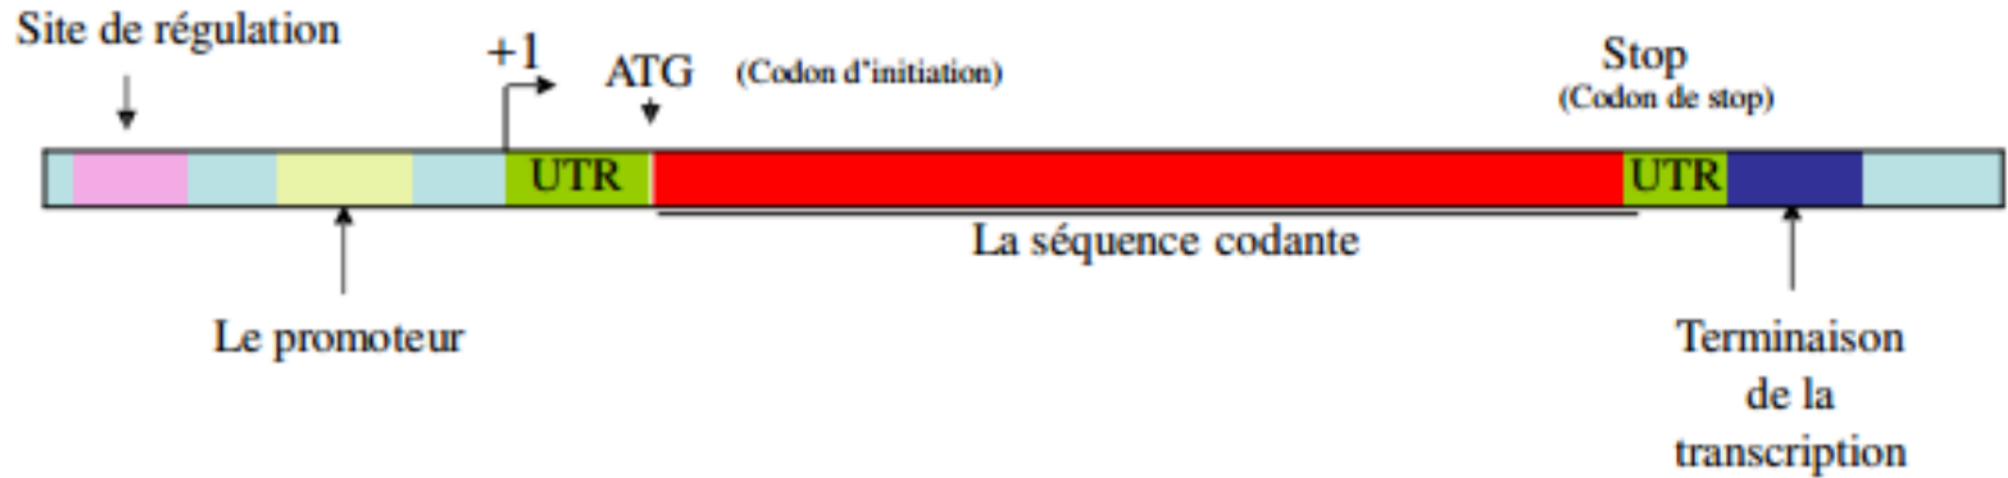 Site de régulation
+1
ATG (Codon d'initiation)
Stop
(Codon de stop)
UTR
UTR
La séquence codante
Le promoteur
Terminaison
de la
transcription